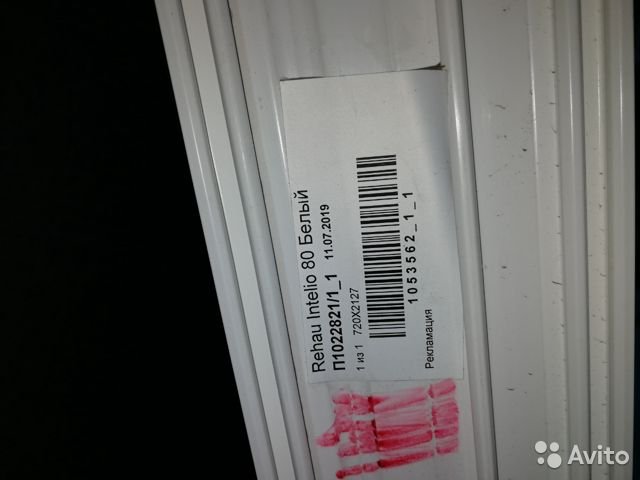 Rehau Intelio 80 Белый
П1022821/1_1 11.07.2019
1 из 1 720X2127
1053562_1_1
Рекламация
Avito